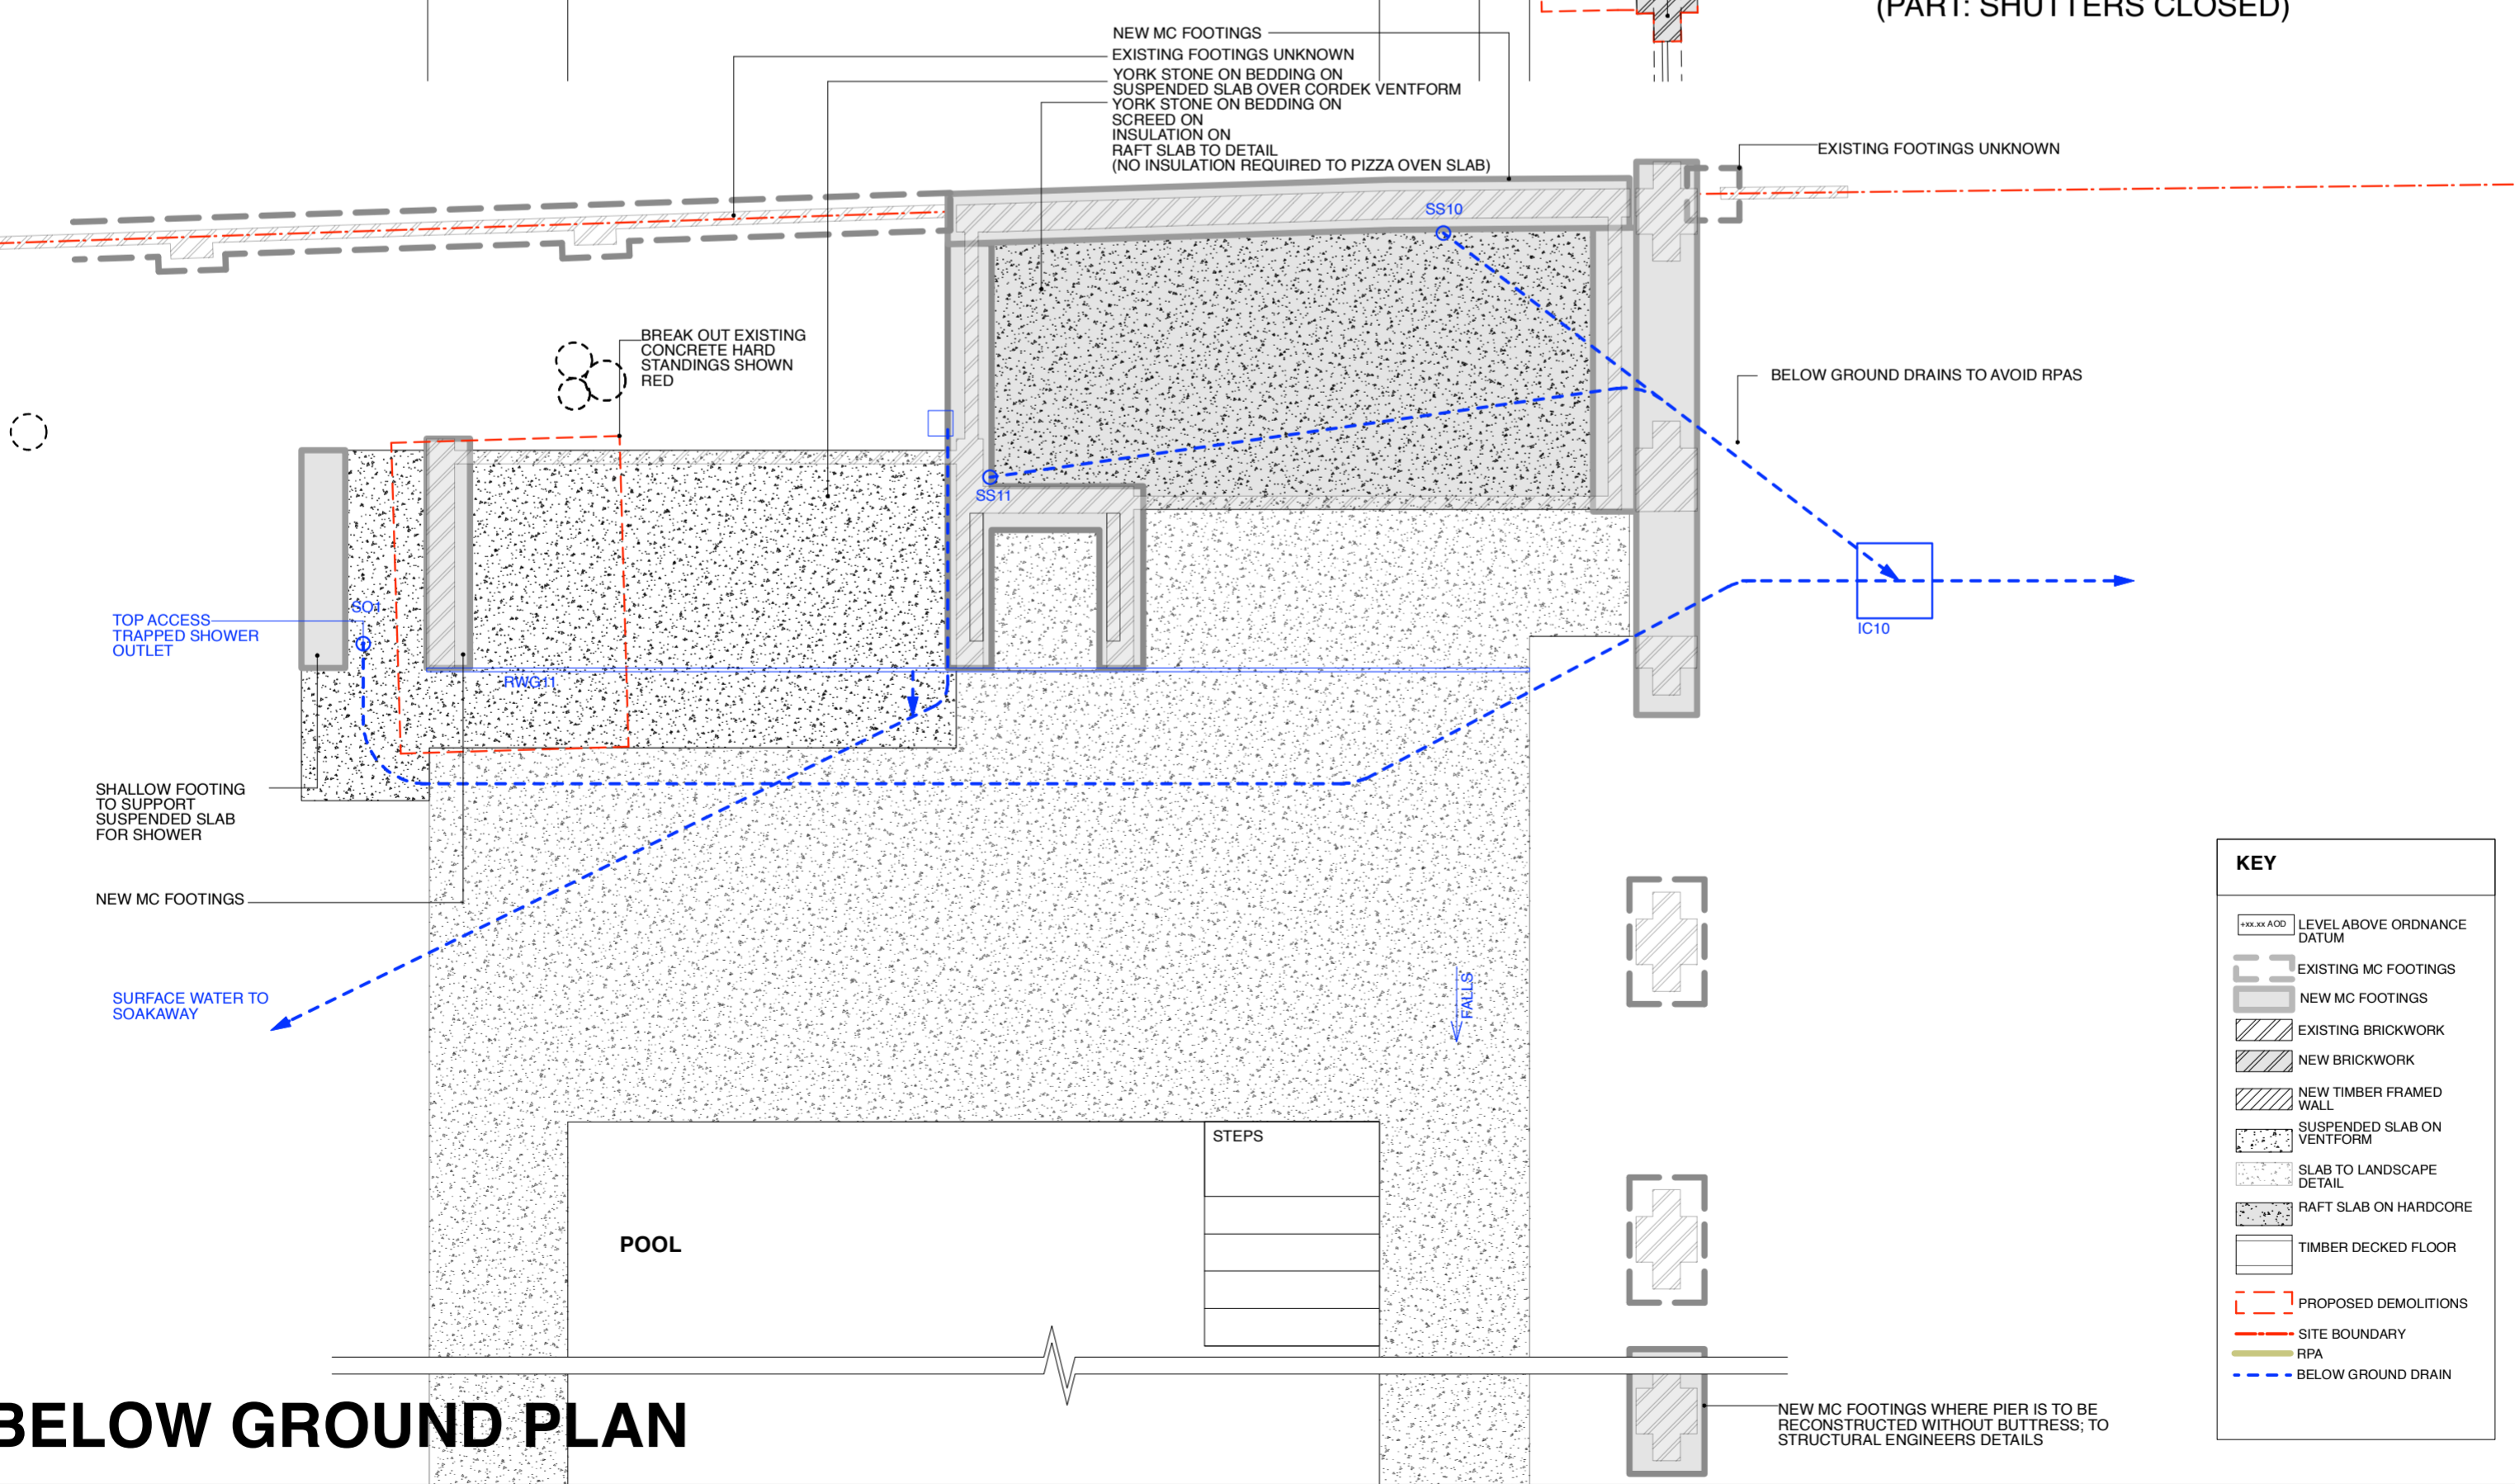 (PART: SHUTTERS CLOSED)
NEW MC FOOTINGS
EXISTING FOOTINGS UNKNOWN
YORK STONE ON BEDDING ON
SUSPENDED SLAB OVER CORDEK VENTFORM
YORK STONE ON BEDDING ON
SCREED ON
INSULATION ON
RAFT SLAB TO DETAIL
(NO INSULATION REQUIRED TO PIZZA OVEN SLAB)
EXISTING FOOTINGS UNKNOWN
SS10
BREAK OUT EXISTING
CONCRETE HARD
STANDINGS SHOWN
RED
BELOW GROUND DRAINS TO AVOID RPAS
SS11
SO1
TOP ACCESS
TRAPPED SHOWER
OUTLET
IC10
RWG11
SHALLOW FOOTING
TO SUPPORT
SUSPENDED SLAB
FOR SHOWER
NEW MC FOOTINGS
SURFACE WATER TO
SOAKAWAY
FALLS
STEPS
POOL
KEY
+xx.xx AOD
LEVEL ABOVE ORDNANCE
DATUM
EXISTING MC FOOTINGS
NEW MC FOOTINGS
EXISTING BRICKWORK
NEW BRICKWORK
NEW TIMBER FRAMED
WALL
SUSPENDED SLAB ON
VENTFORM
SLAB TO LANDSCAPE
DETAIL
RAFT SLAB ON HARDCORE
TIMBER DECKED FLOOR
PROPOSED DEMOLITIONS
SITE BOUNDARY
RPA
BELOW GROUND DRAIN
BELOW GROUND PLAN
NEW MC FOOTINGS WHERE PIER IS TO BE
RECONSTRUCTED WITHOUT BUTTRESS; TO
STRUCTURAL ENGINEERS DETAILS